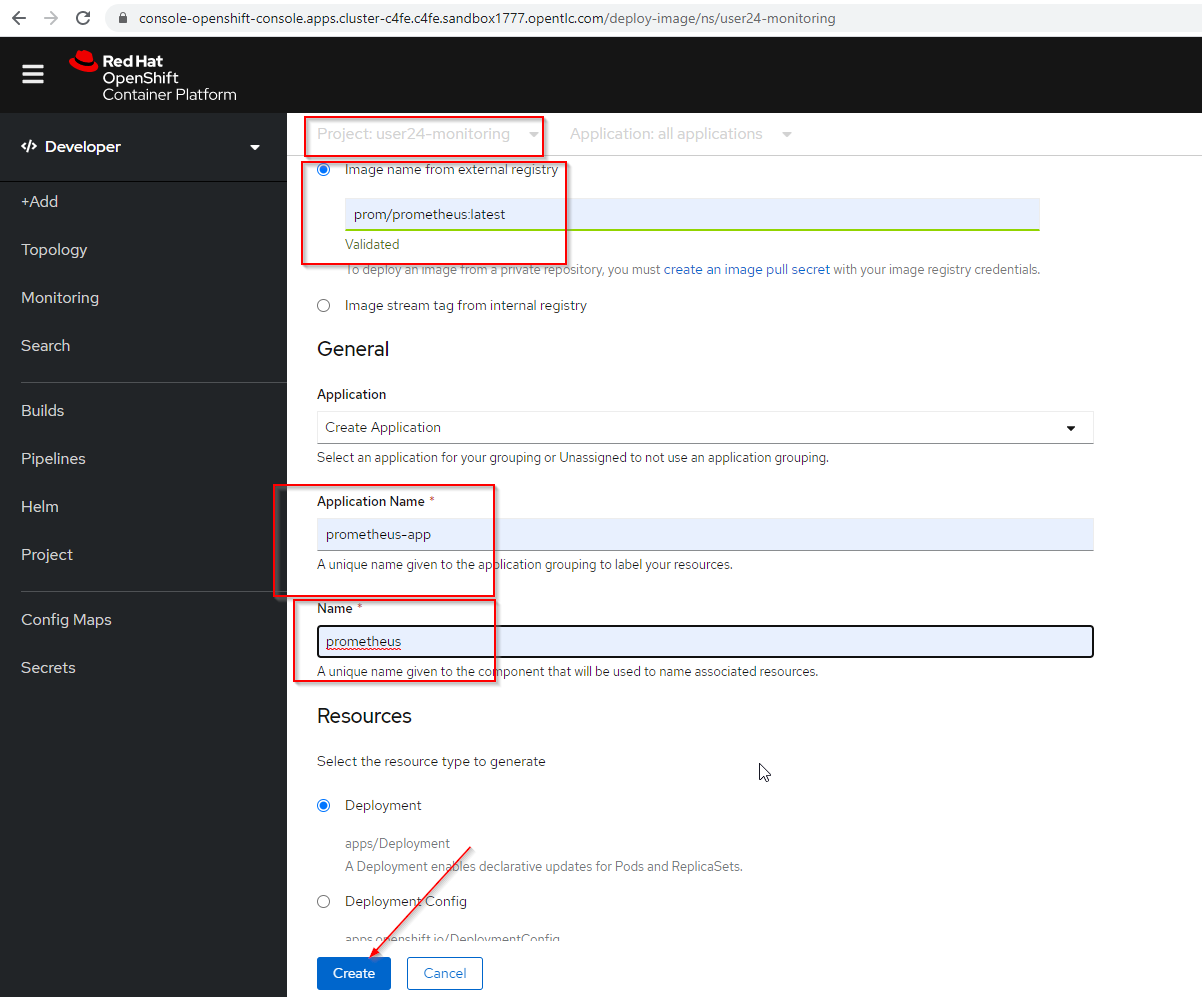 console-openshift-console.apps.cluster-c4fe.c4fe.sandbox1777.opentlc.com/deploy-image/ns/user24-monitoring
Red Hat
OpenShift
Container Platform
Developer
+Add
Topology
Monitoring
Search
Builds
Pipelines
Helm
Project
Config Maps
Secrets
Project: user24-monitoring Application: all applications
Image name from external registry
prom/prometheus:latest
Validated
To deploy an image from a private repository, you must create an image pull secret with your image registry credentials.
Image stream tag from internal registry
General
Application
Create Application
Select an application for your grouping or Unassigned to not use an application grouping.
Application Name *
prometheus-app
A unique name given to the application grouping to label your resources.
Name *
prometheus
A unique name given to the component that will be used to name associated resources.
Resources
Select the resource type to generate
Deployment
apps/Deployment
A Deployment enables declarative updates for Pods and ReplicaSets.
Deployment Config
apps.openshift.io/DeploymentConfig
Create Cancel